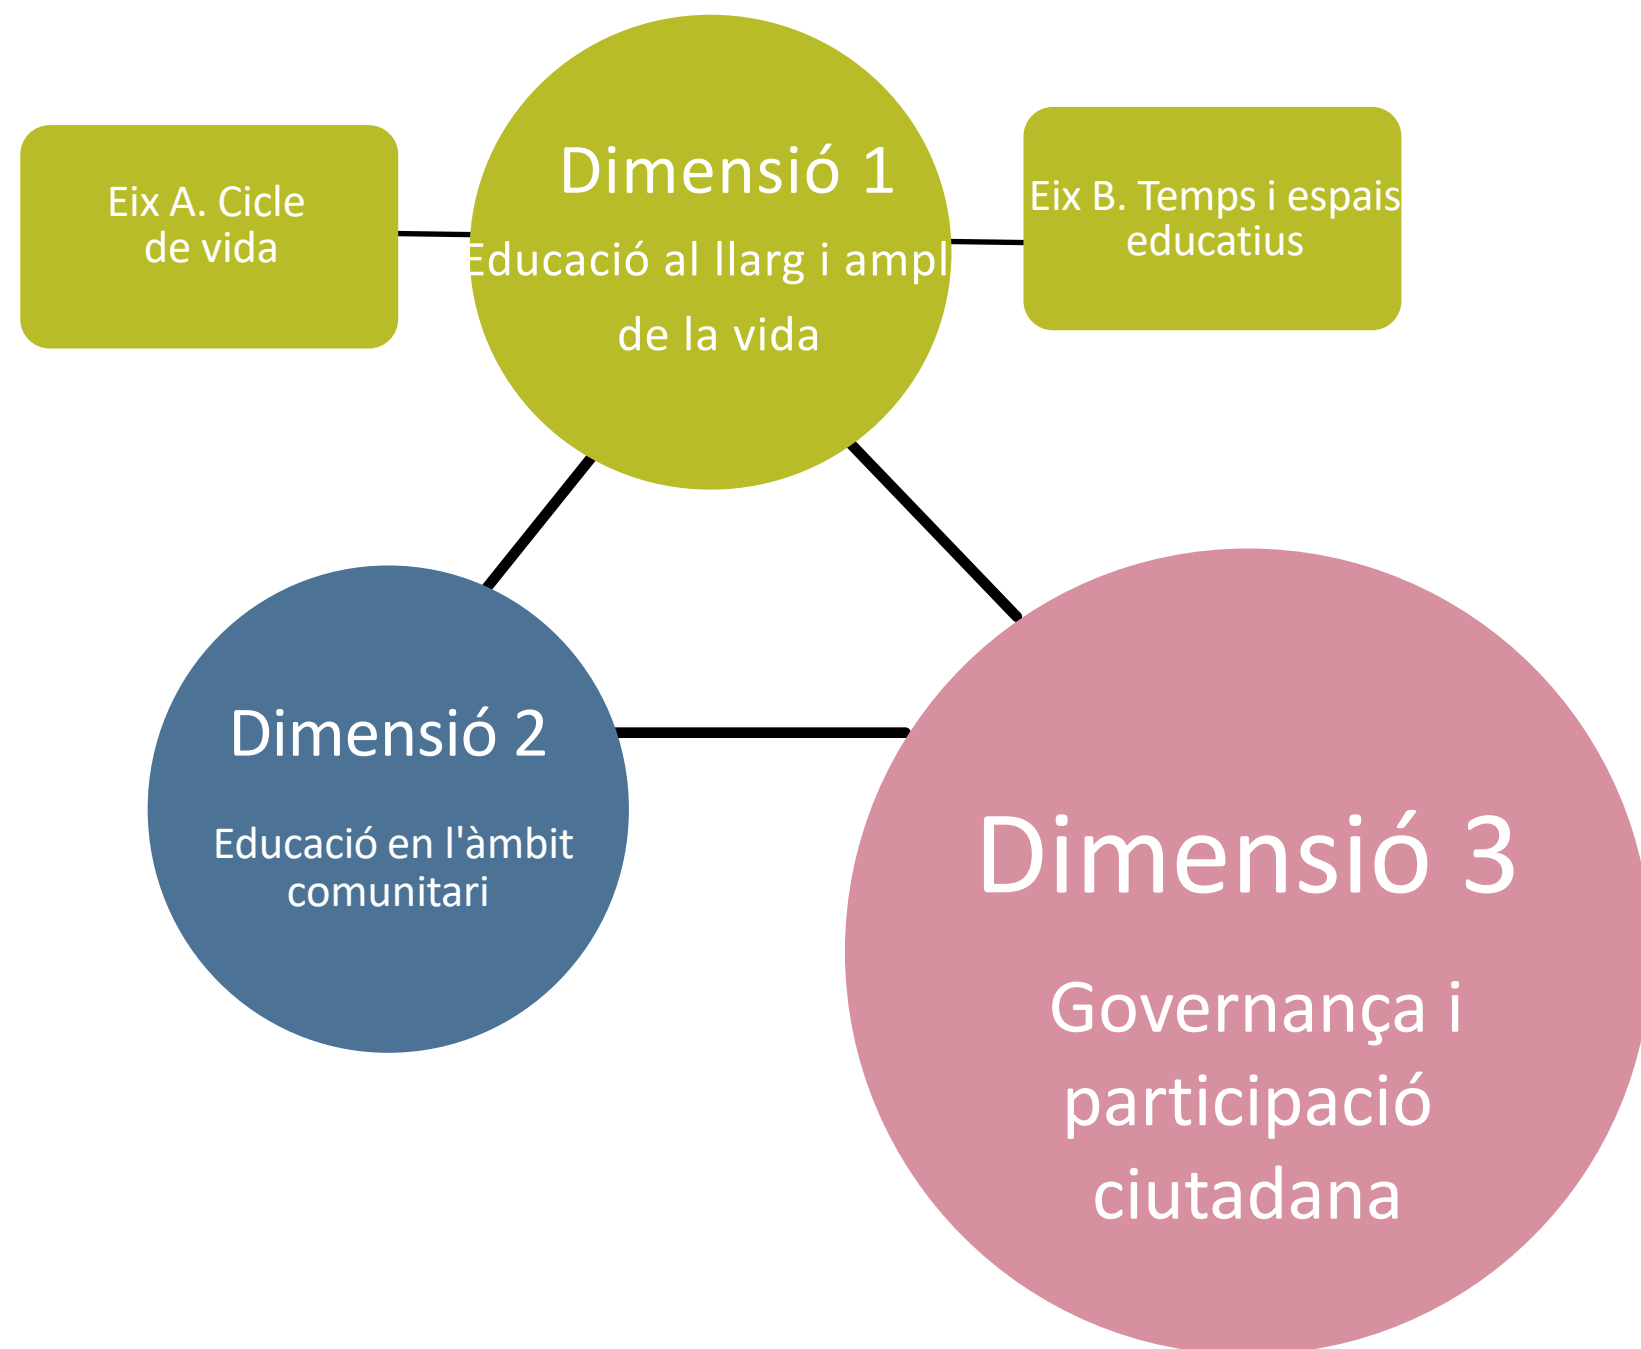 Dimensió 1
Educació al llarg i ampl
de la vida
Eix A. Cicle
de vida
Eix B. Temps i espais
educatius
Dimensió 2
Educació en l'àmbit
comunitari
Dimensió 3
Governança i
participació
ciutadana